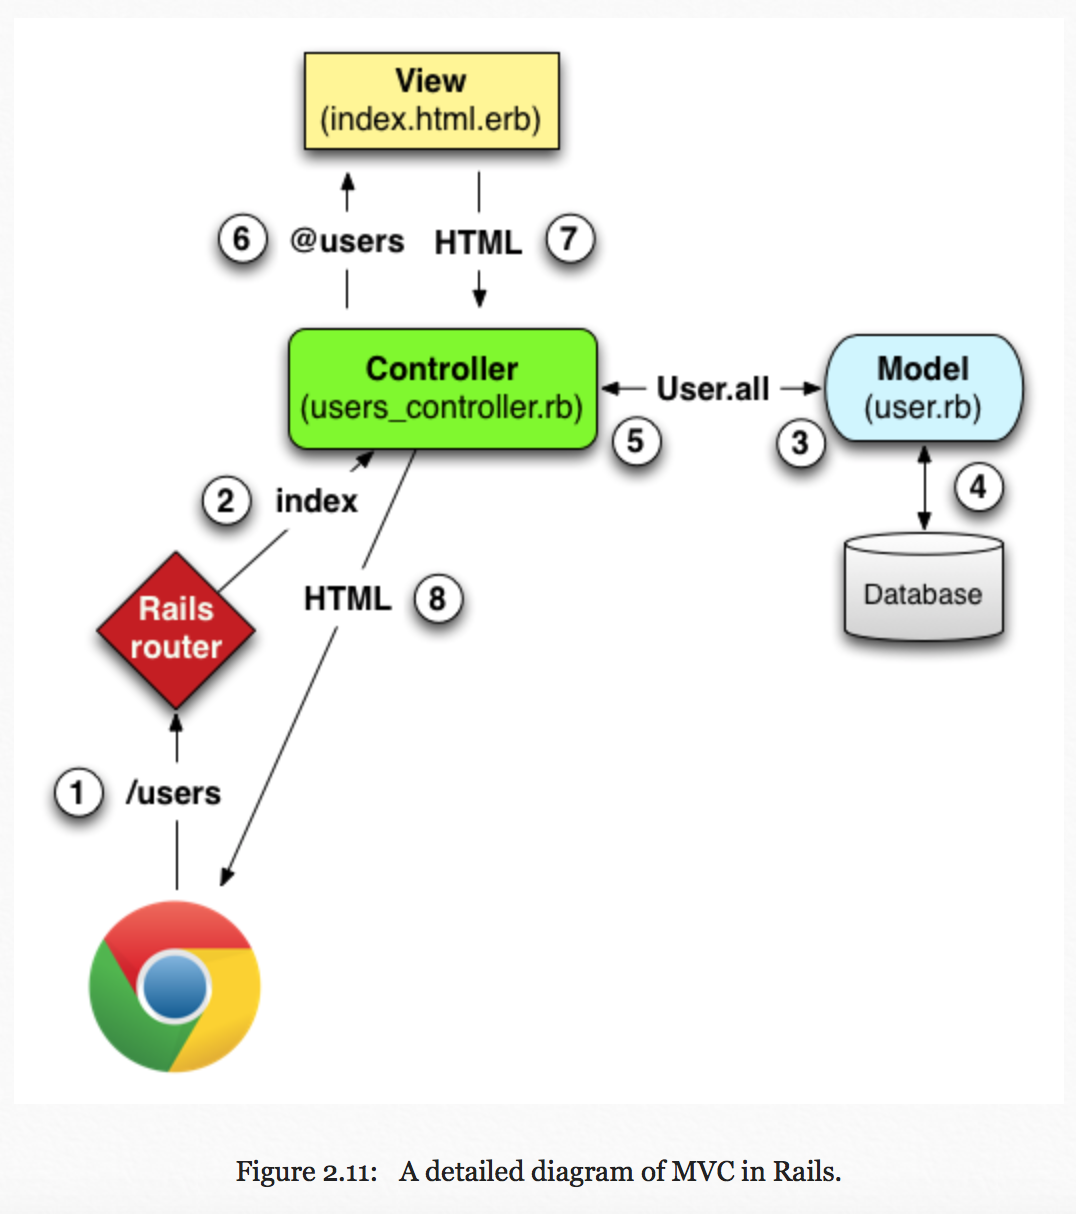 View
(index.html.erb)
6 @users HTML 7
Controller
(users_controller.rb)
User.all
Model
(user.rb)
5
3
4
2 index
Database
HTML 8
Rails
router
1 /users
Figure 2.11: A detailed diagram of MVC in Rails.